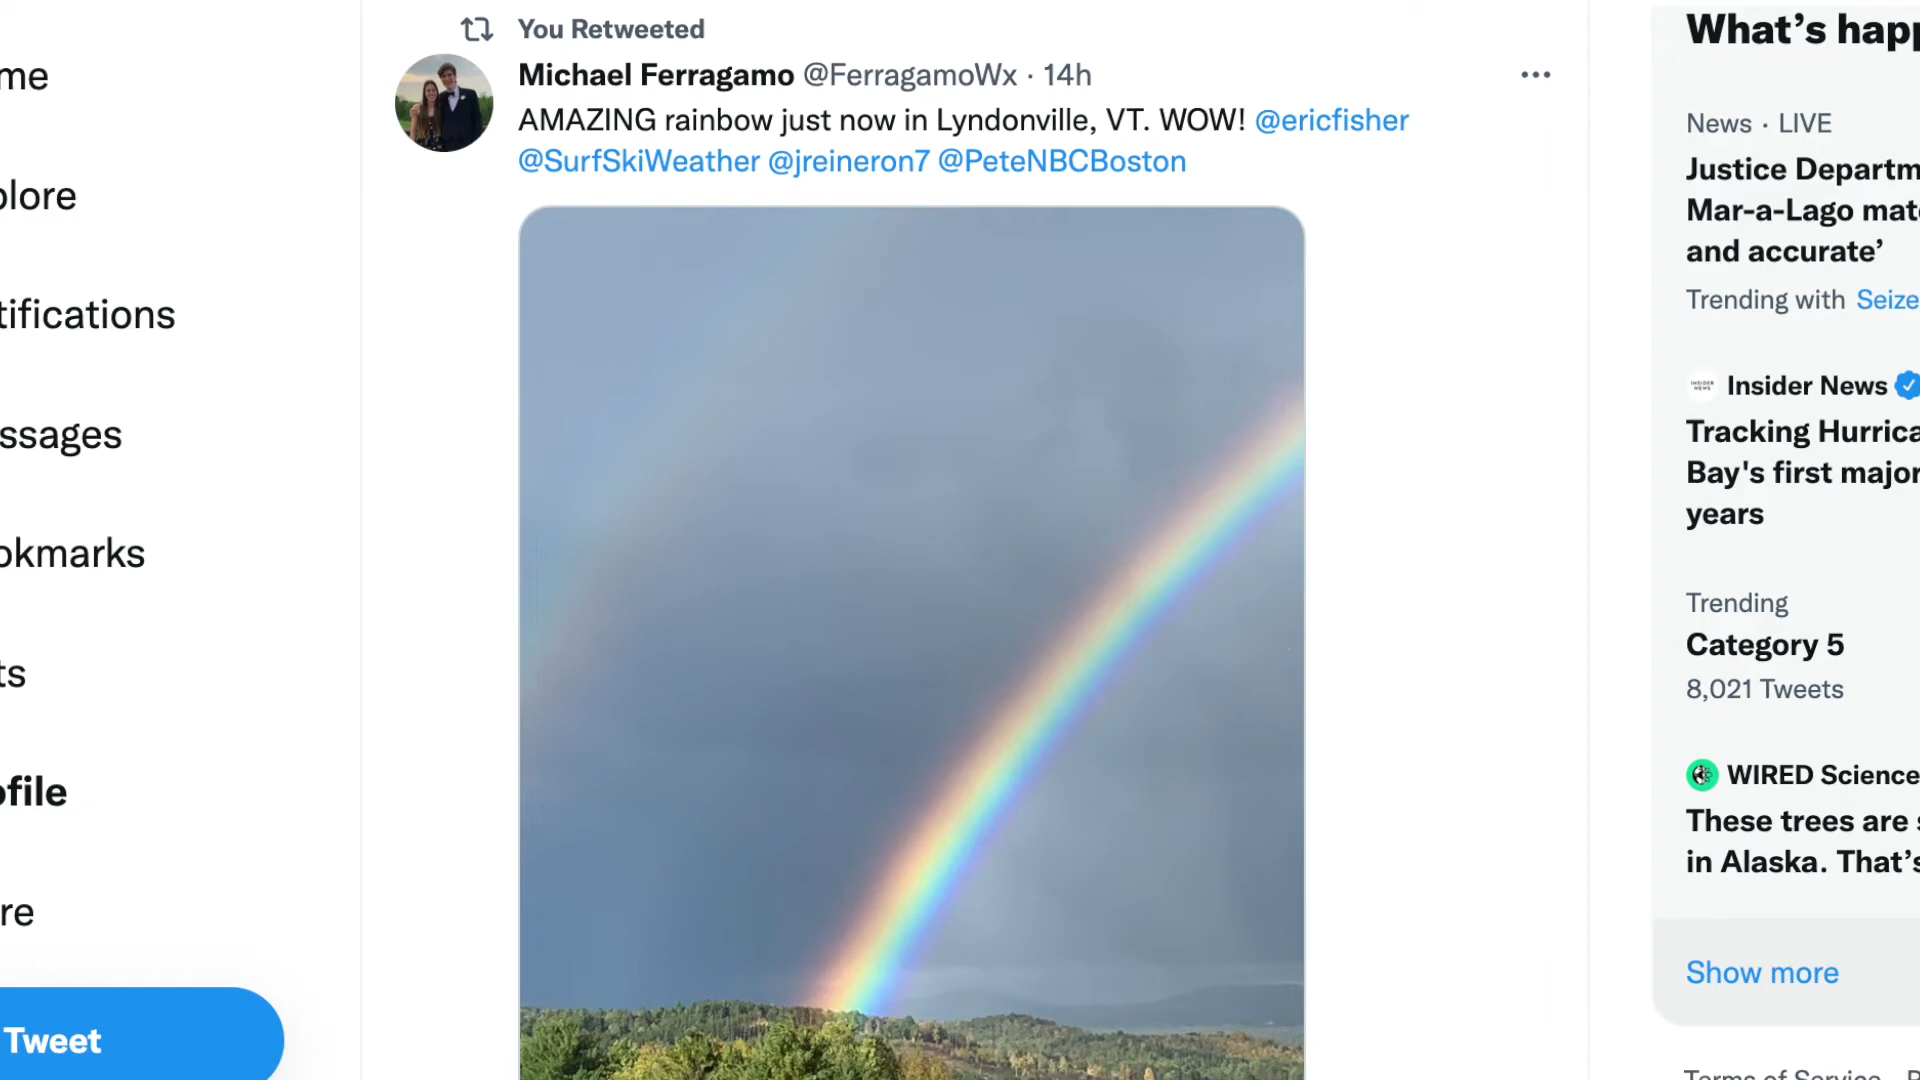 me
plore
tifications
ssages
okmarks
ts
ofile
re
Tweet
You Retweeted
Michael Ferragamo @FerragamoWx · 14h
AMAZING rainbow just now in Lyndonville, VT. WOW! @ericfisher
@SurfSkiWeather @jreineron7 @PeteNBCBoston
What’s happ
News · LIVE
Justice Departm
Mar-a-Lago mat
and accurate’
Trending with Seize
INSIDER
NEWS
Insider News
Tracking Hurrica
Bay's first major
years
Trending
Category 5
8,021 Tweets
WIRED Science
These trees are s
in Alaska. That’s
Show more
Terms of Service